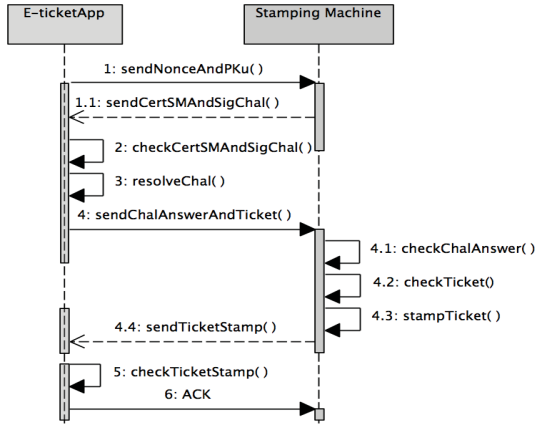 E-ticketApp
Stamping Machine
1: sendNonceAndPKu( )
1.1: sendCertSMAndSigChal( )
2: checkCertSMAndSigChal( )
3: resolveChal( )
4: sendChalAnswerAndTicket( )
4.1: checkChalAnswer( )
4.2: checkTicket()
4.3: stampTicket( )
4.4: sendTicketStamp( )
5: checkTicketStamp( )
6: ACK